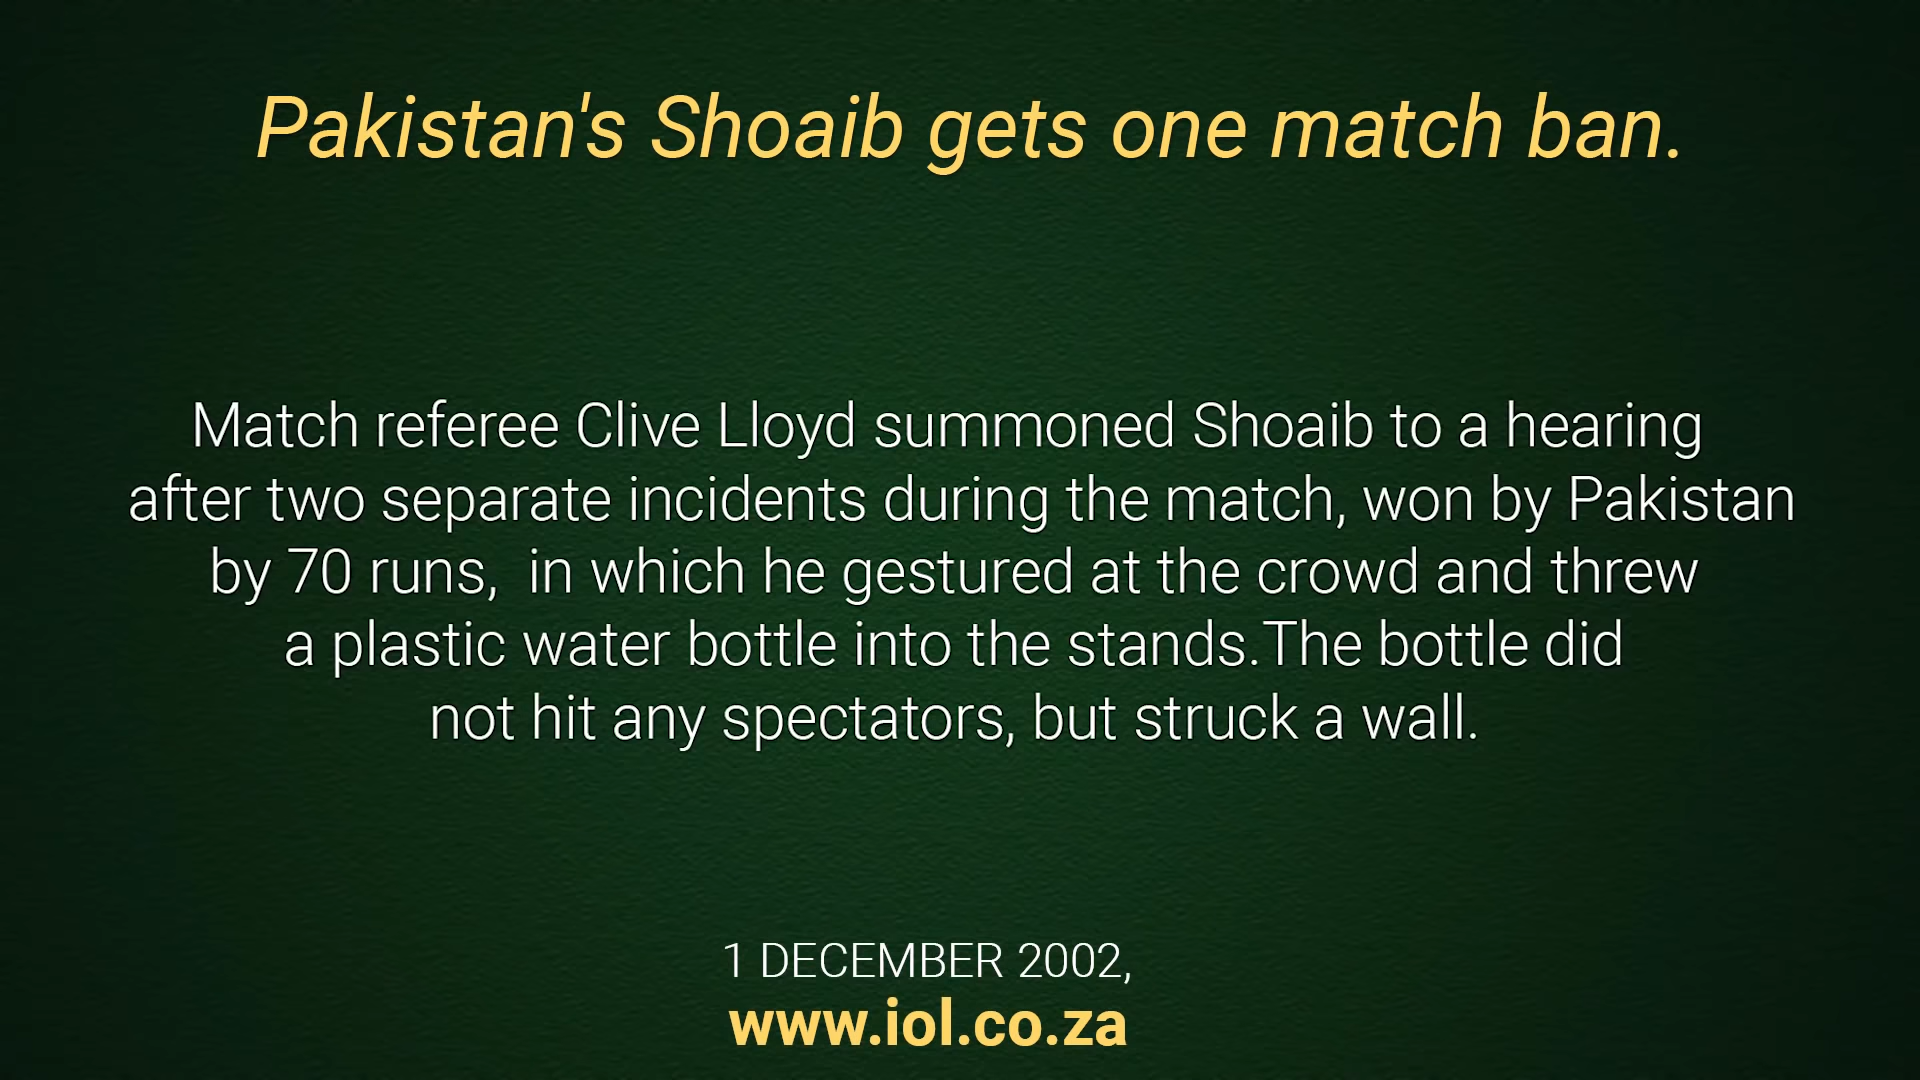 Pakistan's Shoaib gets one match ban.
Match referee Clive Lloyd summoned Shoaib to a hearing
after two separate incidents during the match, won by Pakistan
by 70 runs,  in which he gestured at the crowd and threw
a plastic water bottle into the stands.The bottle did
not hit any spectators, but struck a wall.
1 DECEMBER 2002,
www.iol.co.za